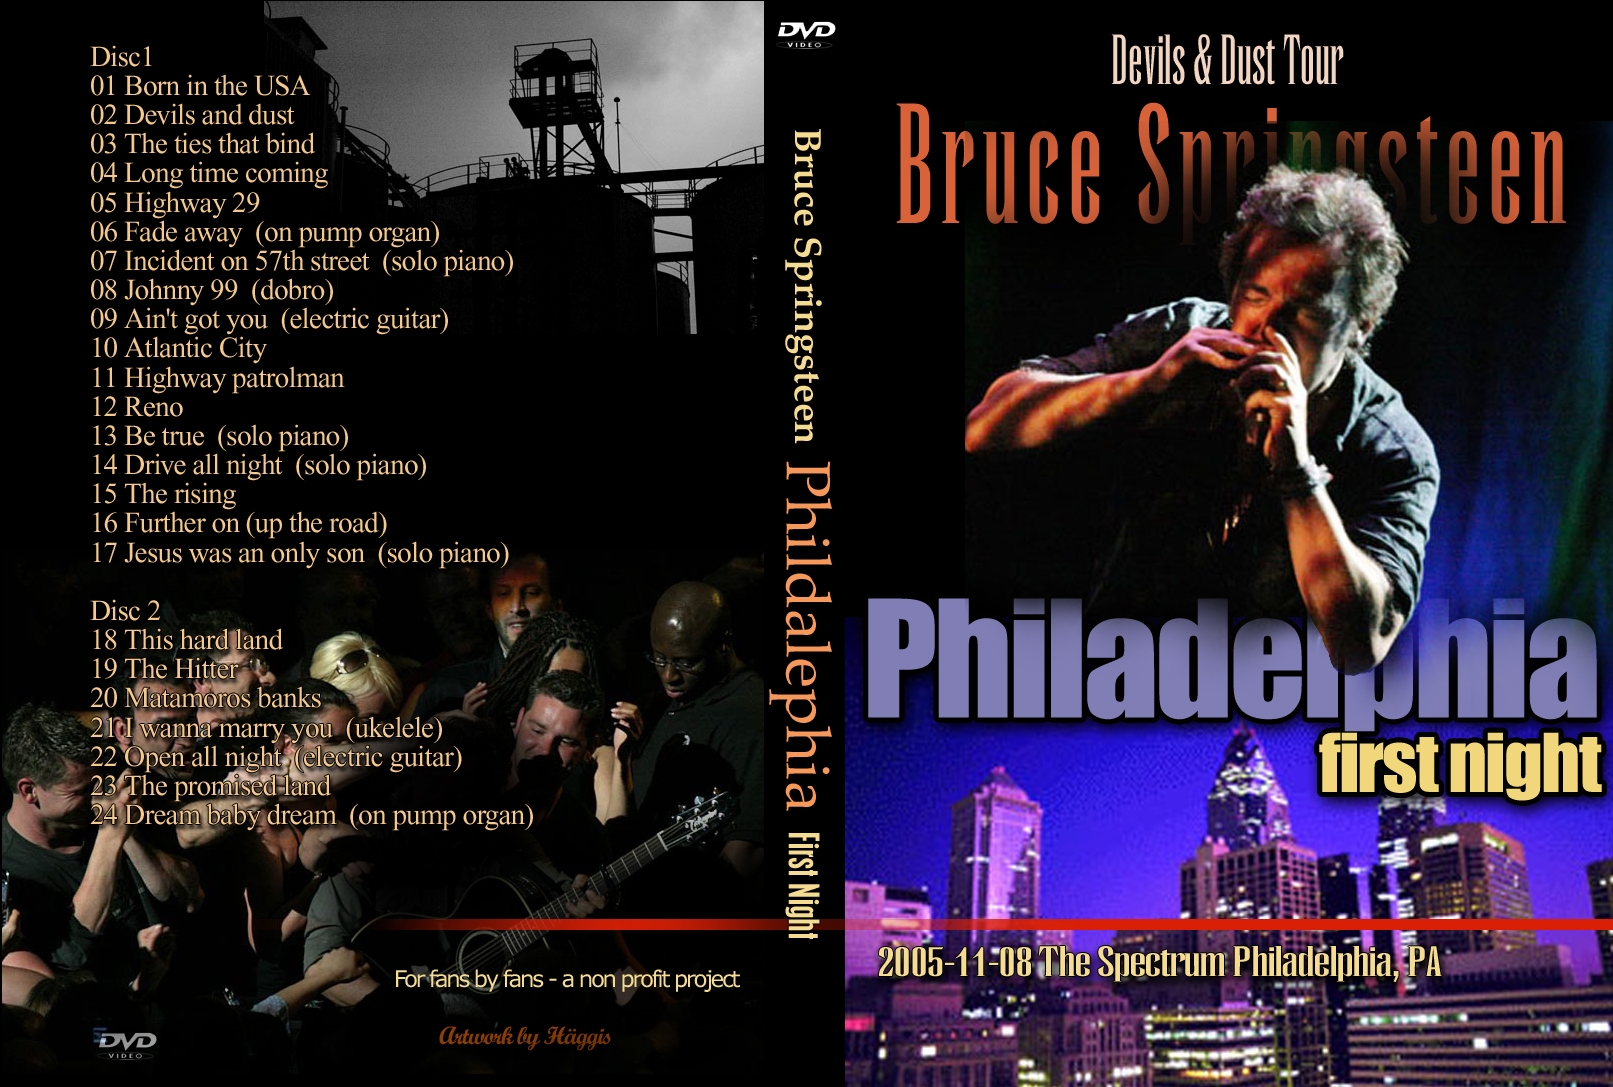 Disc1
01 Born in the USA
02 Devils and dust
03 The ties that bind
04 Long time coming
05 Highway 29
06 Fade away (on pump organ)
07 Incident on 57th street (solo piano)
08 Johnny 99 (dobro)
09 Ain't got you (electric guitar)
10 Atlantic City
11 Highway patrolman
12 Reno
13 Be true (solo piano)
14 Drive all night (solo piano)
15 The rising
16 Further on (up the road)
17 Jesus was an only son (solo piano)
Disc 2
18 This hard land
19 The Hitter
20 Matamoros banks
21 I wanna marry you (ukelele)
22 Open all night (electric guitar)
23 The promised land
24 Dream baby dream (on pump organ)
For fans by fans - a non profit project
Artwork by Häggis
DVD
VIDEO
DVD
VIDEO
Bruce Springsteen Phildalephia First Night
Devils & Dust Tour
Bruce Springsteen
Philadelphia
first night
2005-11-08 The Spectrum Philadelphia, PA